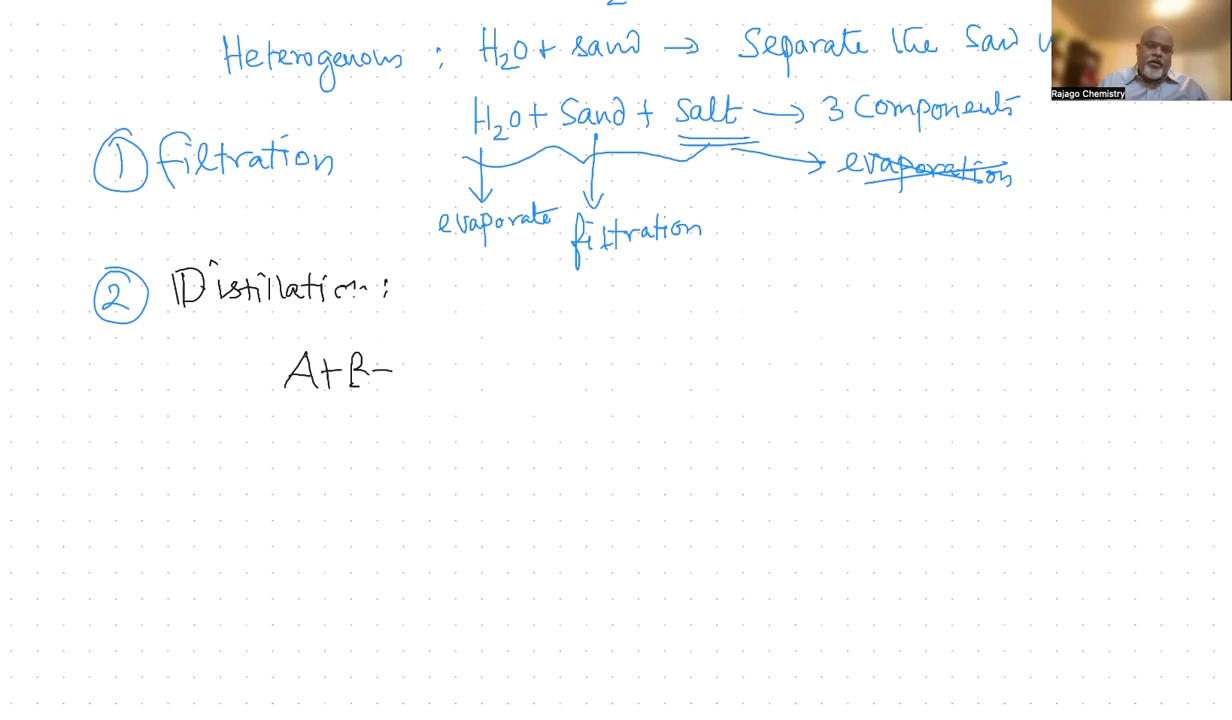 2
Heterogenous : H₂O + sand → Separate the San
Rajago Chemistry
H₂O + Sand + Salt → 3 Components
① filtration
evaporation
evaporate
filtration
② Distillation :
A+B-